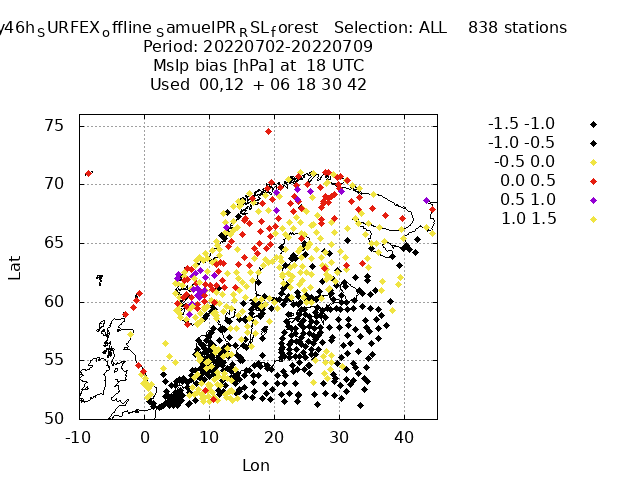 y46h_SURFEX_offline_SamuelPR_RSL_forest Selection: ALL 838 stations
Period: 20220702-20220709
Mslp bias [hPa] at 18 UTC
Used 00,12 + 06 18 30 42
-1.5 -1.0
-1.0 -0.5
-0.5 0.0
0.0 0.5
0.5 1.0
1.0 1.5
75
70
65
60
55
50
Lat
-10 0 10 20 30 40
Lon